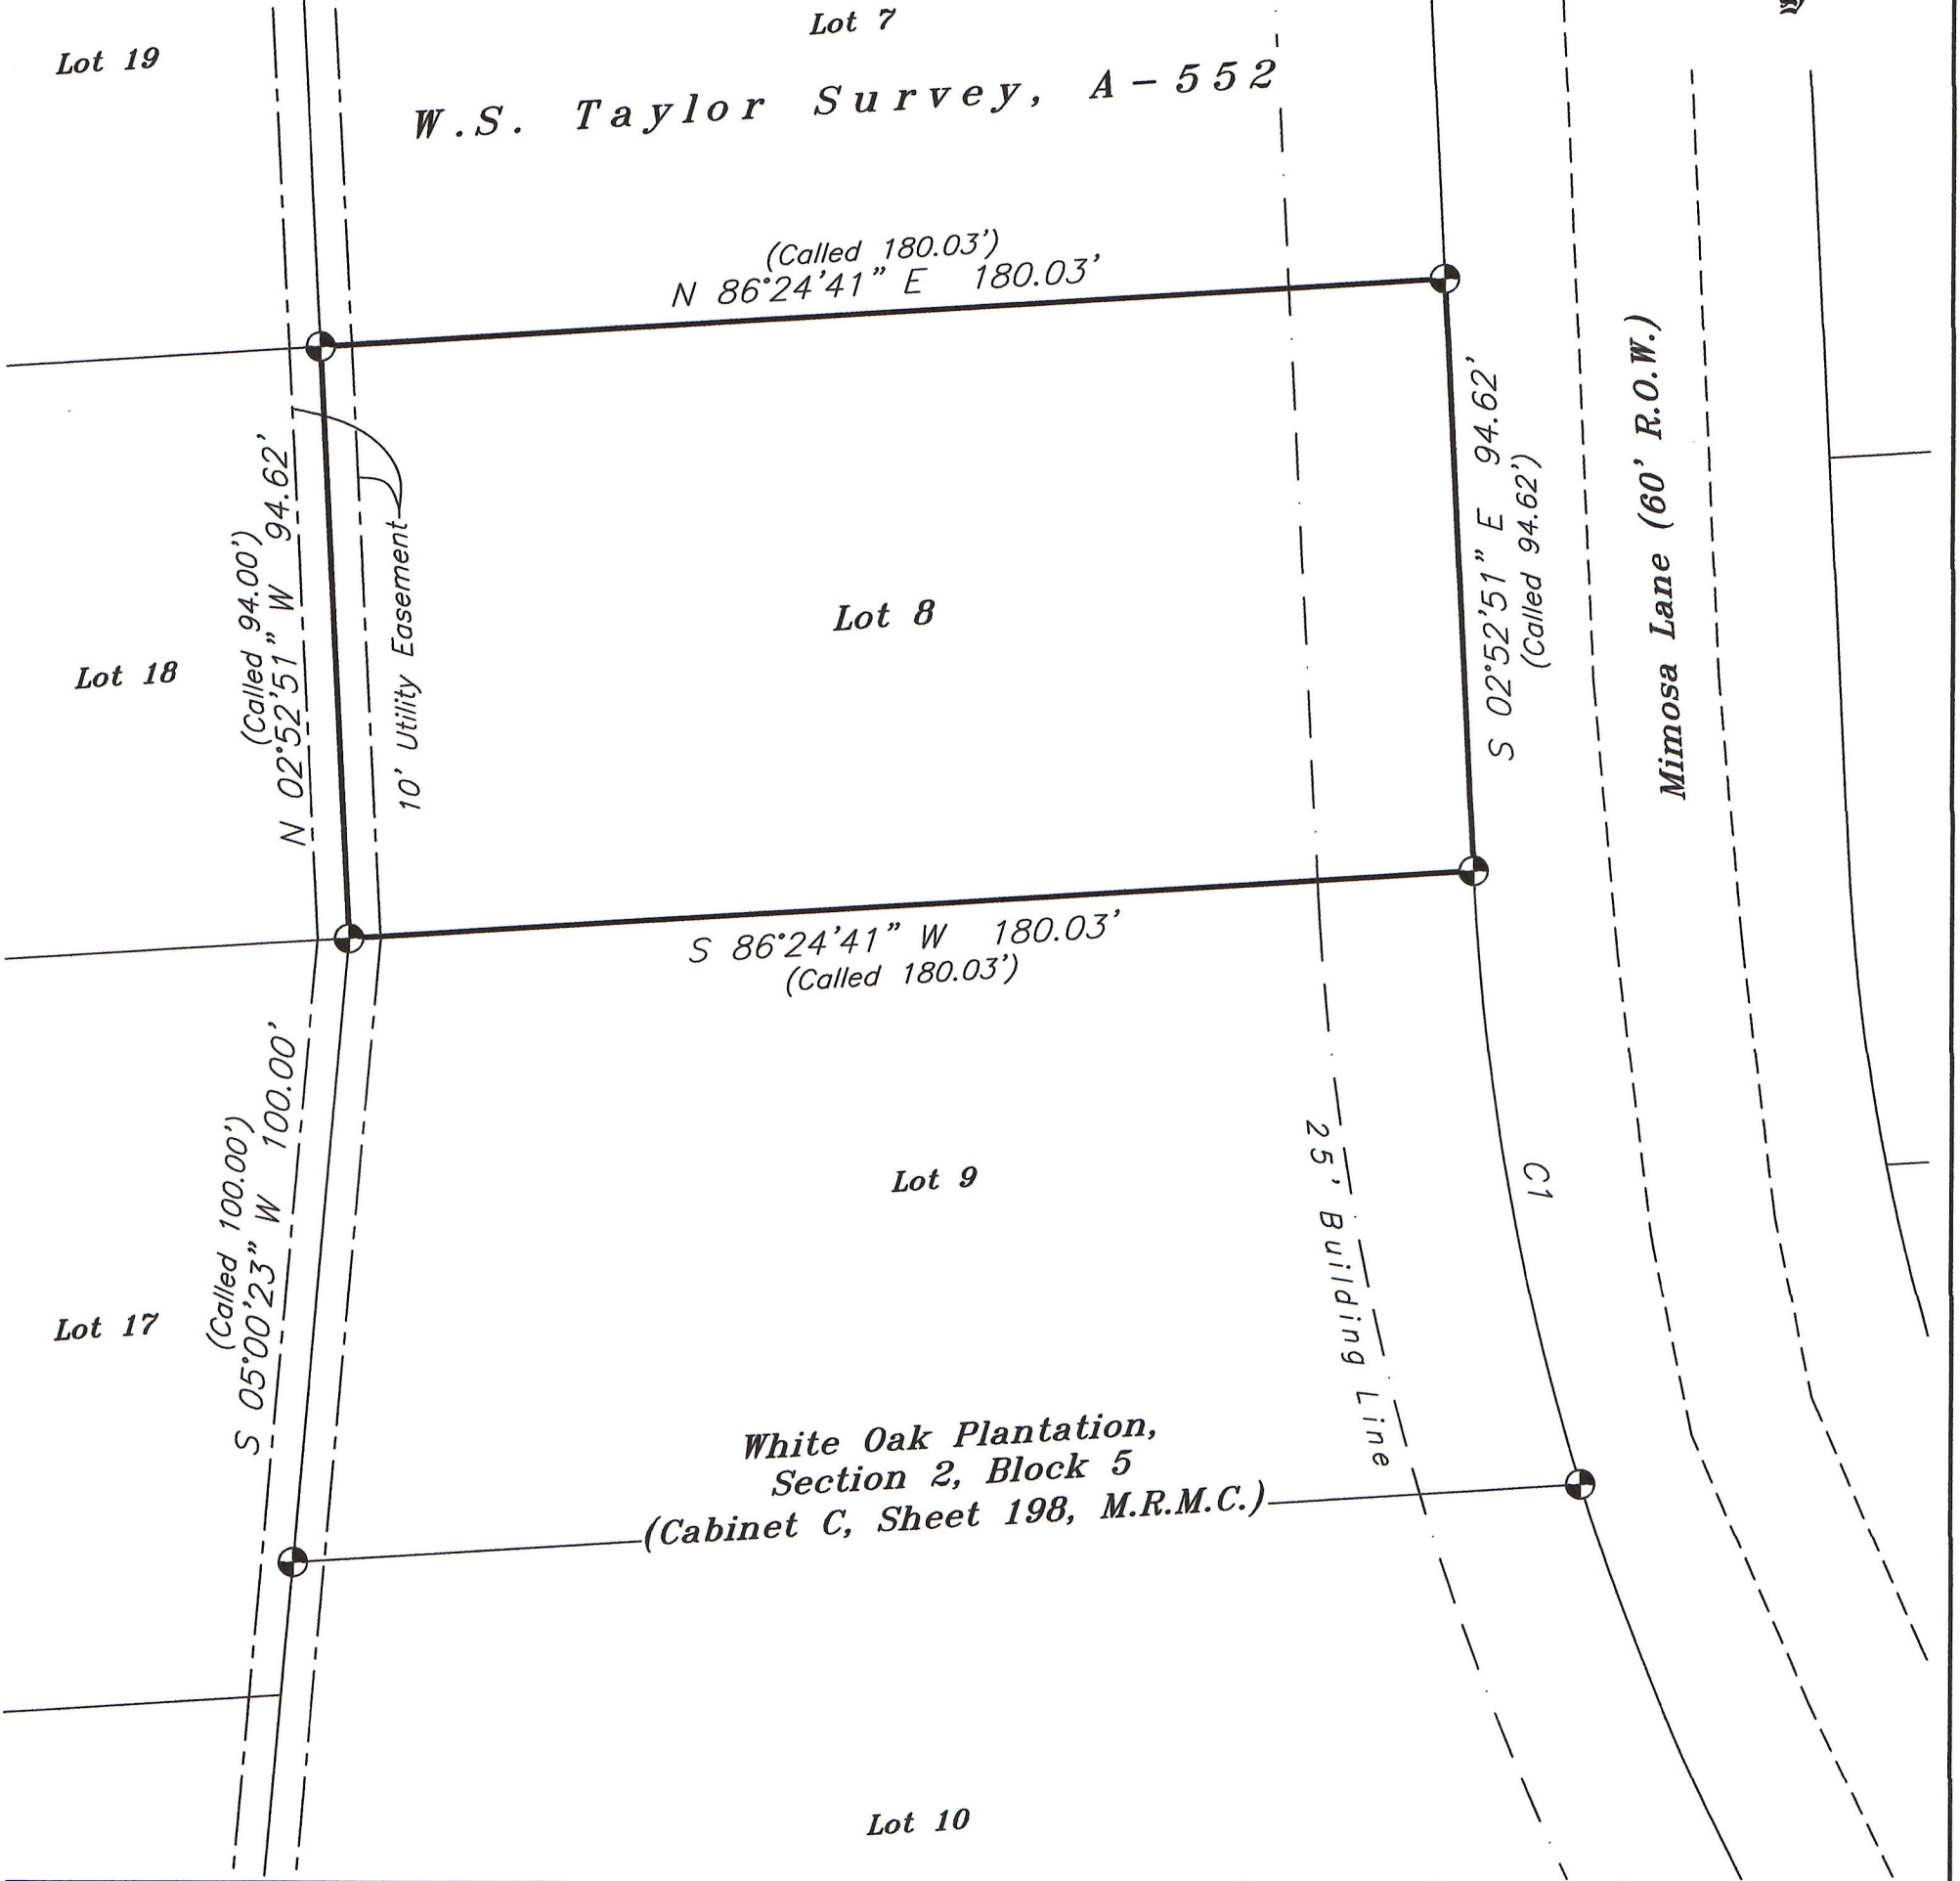 Lot 7
Lot 19
W.S. Taylor Survey, A-552
(Called 180.03')
N 86°24'41" E 180.03'
(Called 94.00')
N 02°52'51" W 94.62'
10' Utility Easement
Lot 8
Lot 18
S 02°52'51" E 94.62'
(Called 94.62')
Mimosa Lane (60' R.O.W.)
S 86°24'41" W 180.03'
(Called 180.03')
(Called 100.00')
S 05°00'23" W 100.00'
Lot 9
Lot 17
25' Building Line
C1
White Oak Plantation,
Section 2, Block 5
(Cabinet C, Sheet 198, M.R.M.C.)
Lot 10